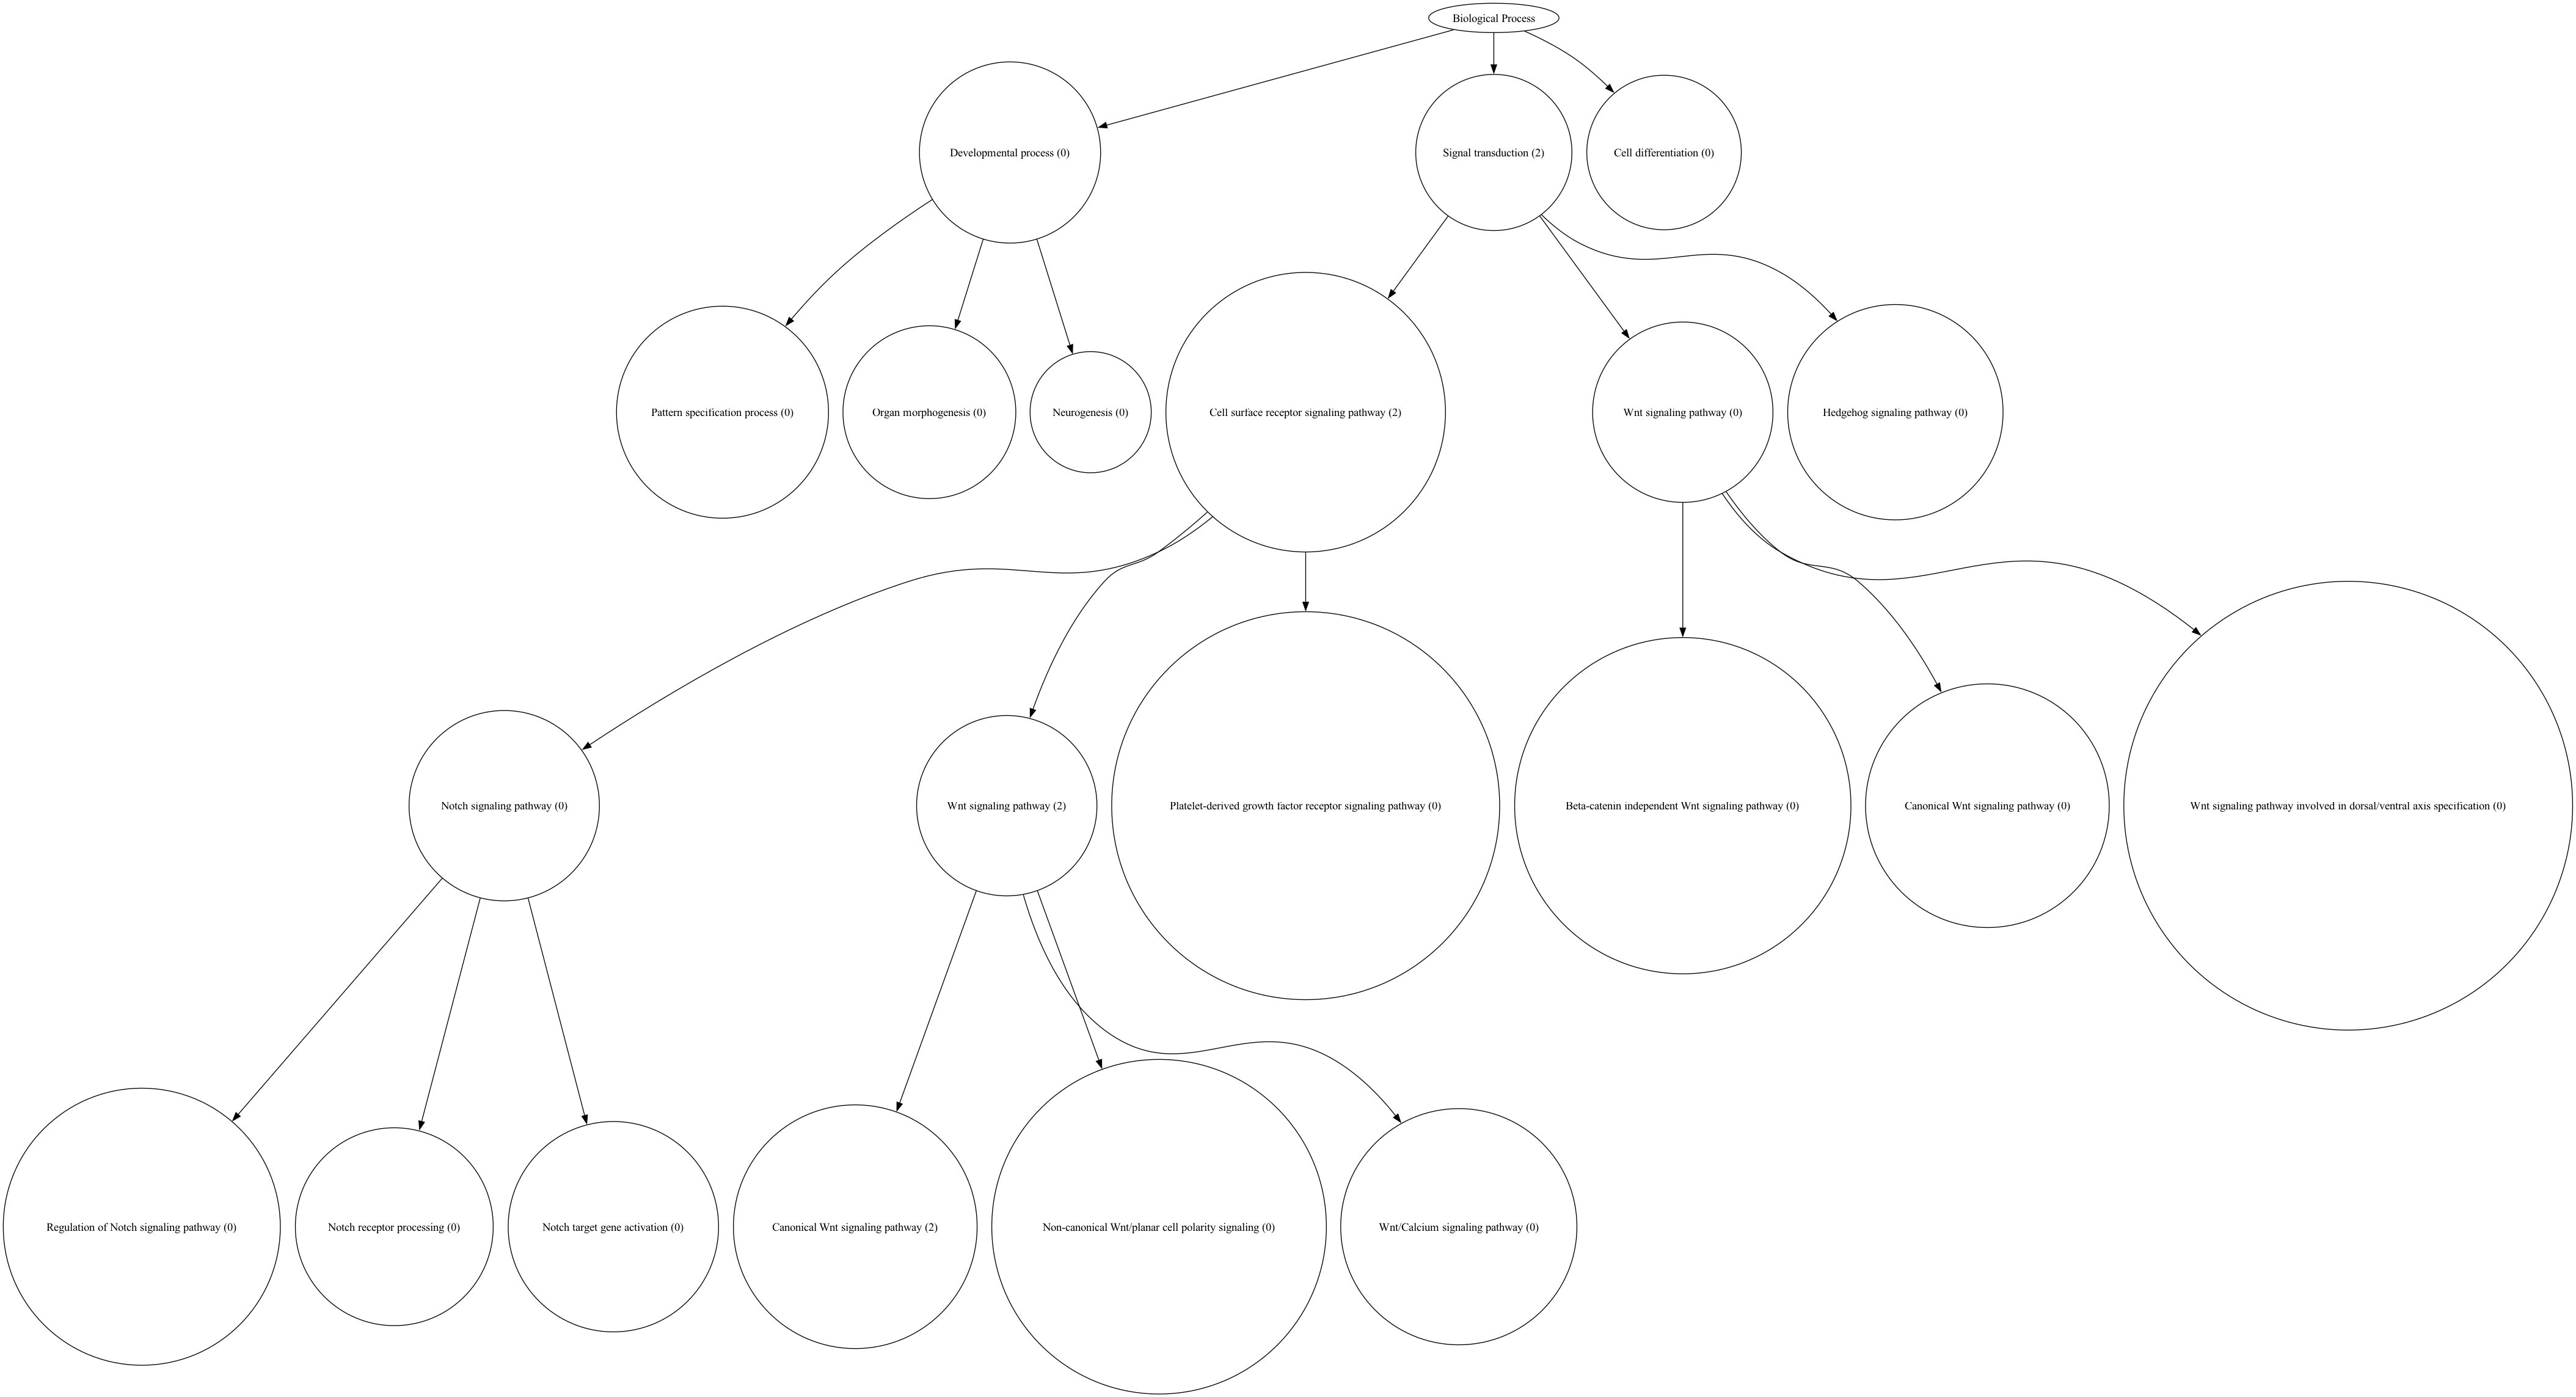 Biological Process
Developmental process (0)
Signal transduction (2)
Cell differentiation (0)
Pattern specification process (0)
Organ morphogenesis (0)
Neurogenesis (0)
Cell surface receptor signaling pathway (2)
Wnt signaling pathway (0)
Hedgehog signaling pathway (0)
Notch signaling pathway (0)
Wnt signaling pathway (2)
Platelet-derived growth factor receptor signaling pathway (0)
Beta-catenin independent Wnt signaling pathway (0)
Canonical Wnt signaling pathway (0)
Wnt signaling pathway involved in dorsal/ventral axis specification (0)
Regulation of Notch signaling pathway (0)
Notch receptor processing (0)
Notch target gene activation (0)
Canonical Wnt signaling pathway (2)
Non-canonical Wnt/planar cell polarity signaling (0)
Wnt/Calcium signaling pathway (0)